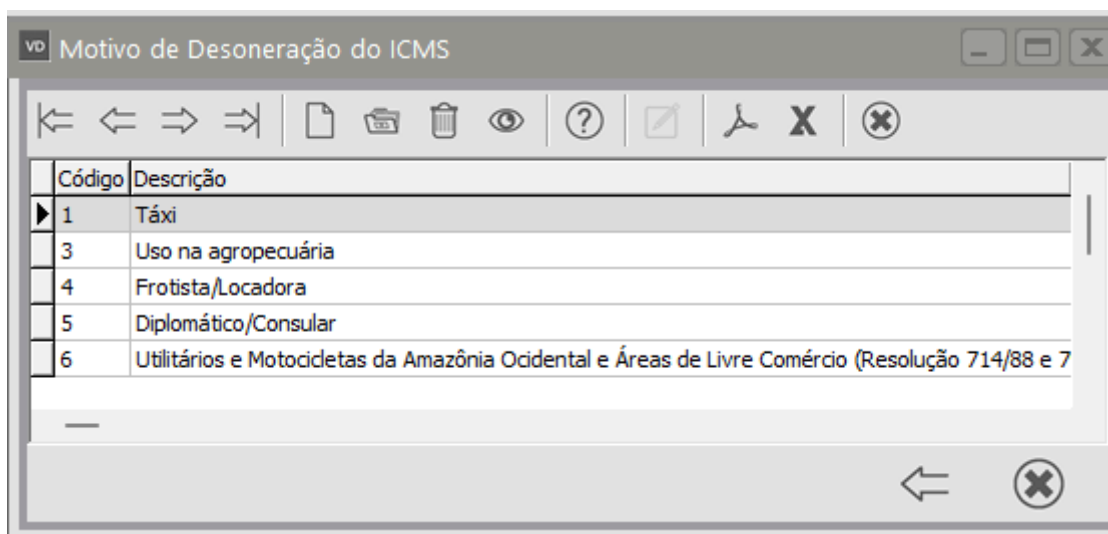 VD Motivo de Desoneração do ICMS
Código Descrição
1 Táxi
3 Uso na agropecuária
4 Frotista/Locadora
5 Diplomático/Consular
6 Utilitários e Motocicletas da Amazônia Ocidental e Áreas de Livre Comércio (Resolução 714/88 e 7